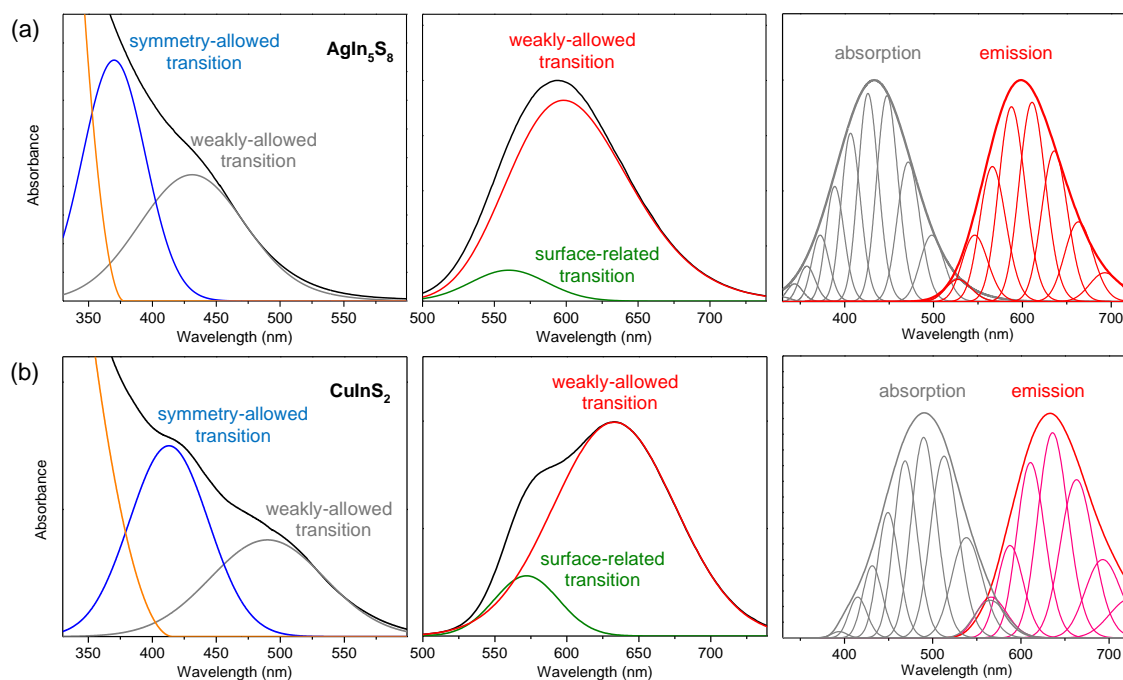 (a)
symmetry-allowed
transition
AgIn₅S₈
weakly-allowed
transition
Absorbance
350 400 450 500 550
Wavelength (nm)
weakly-allowed
transition
surface-related
transition
500 550 600 650 700
Wavelength (nm)
absorption emission
400 500 600 700
Wavelength (nm)
(b)
CuInS₂
symmetry-allowed
transition
weakly-allowed
transition
Absorbance
350 400 450 500 550
Wavelength (nm)
weakly-allowed
transition
surface-related
transition
500 550 600 650 700
Wavelength (nm)
absorption emission
400 500 600 700
Wavelength (nm)